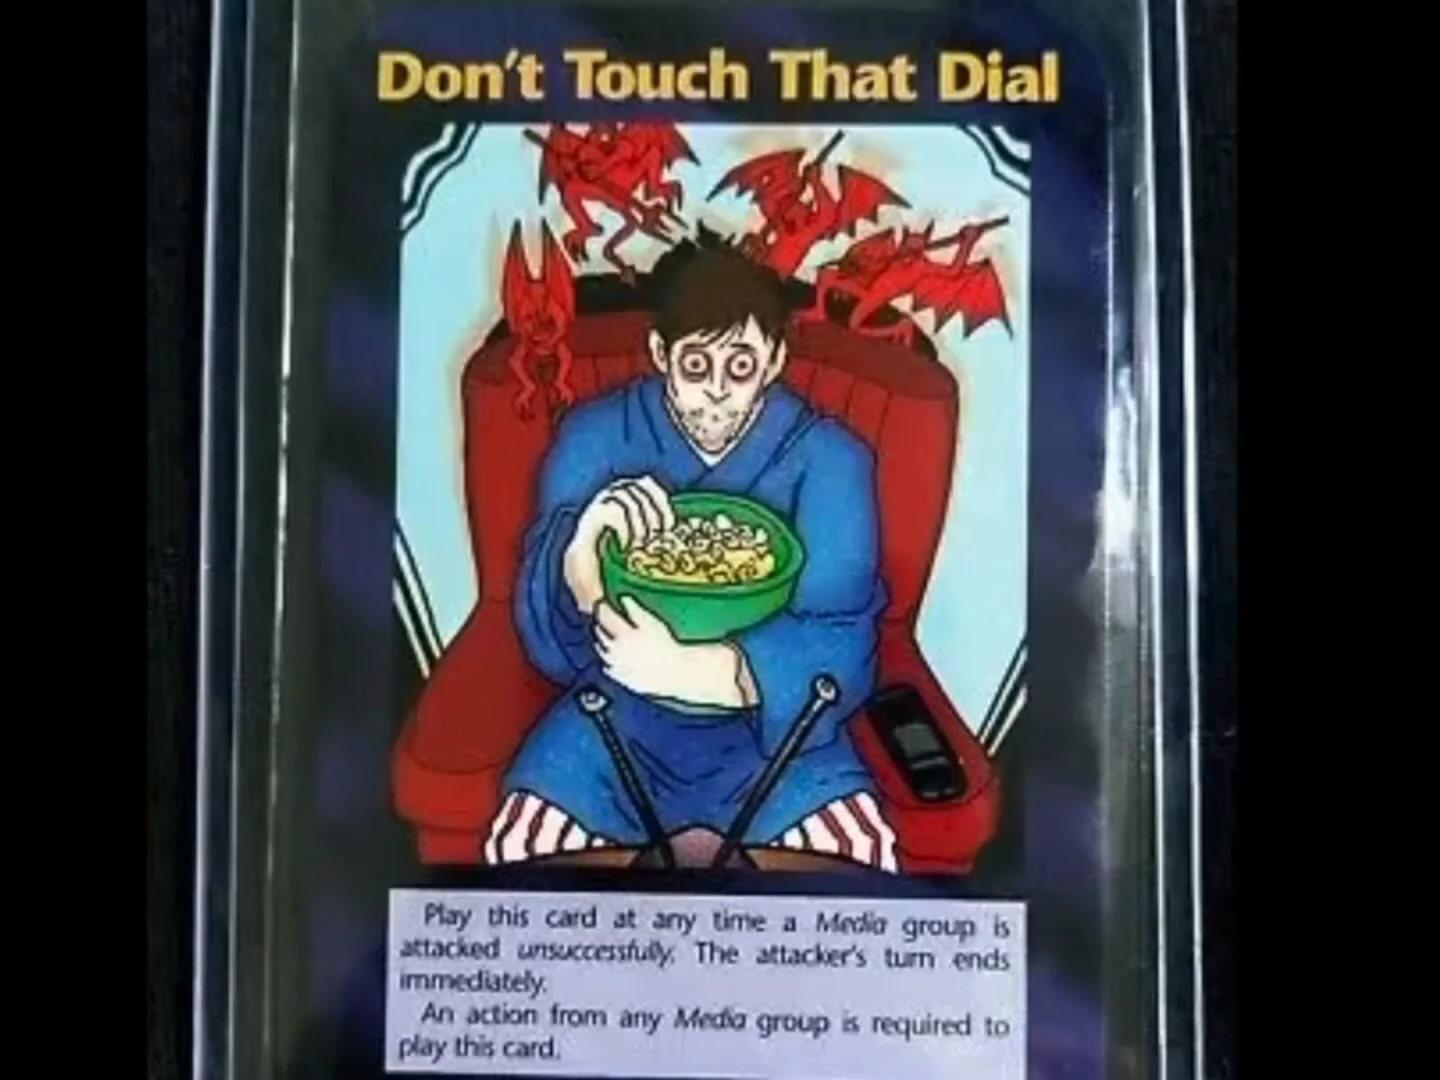 Don't Touch That Dial
Play this card at any time a Media group is
attacked unsuccessfully. The attacker's turn ends
immediately.
An action from any Media group is required to
play this card.